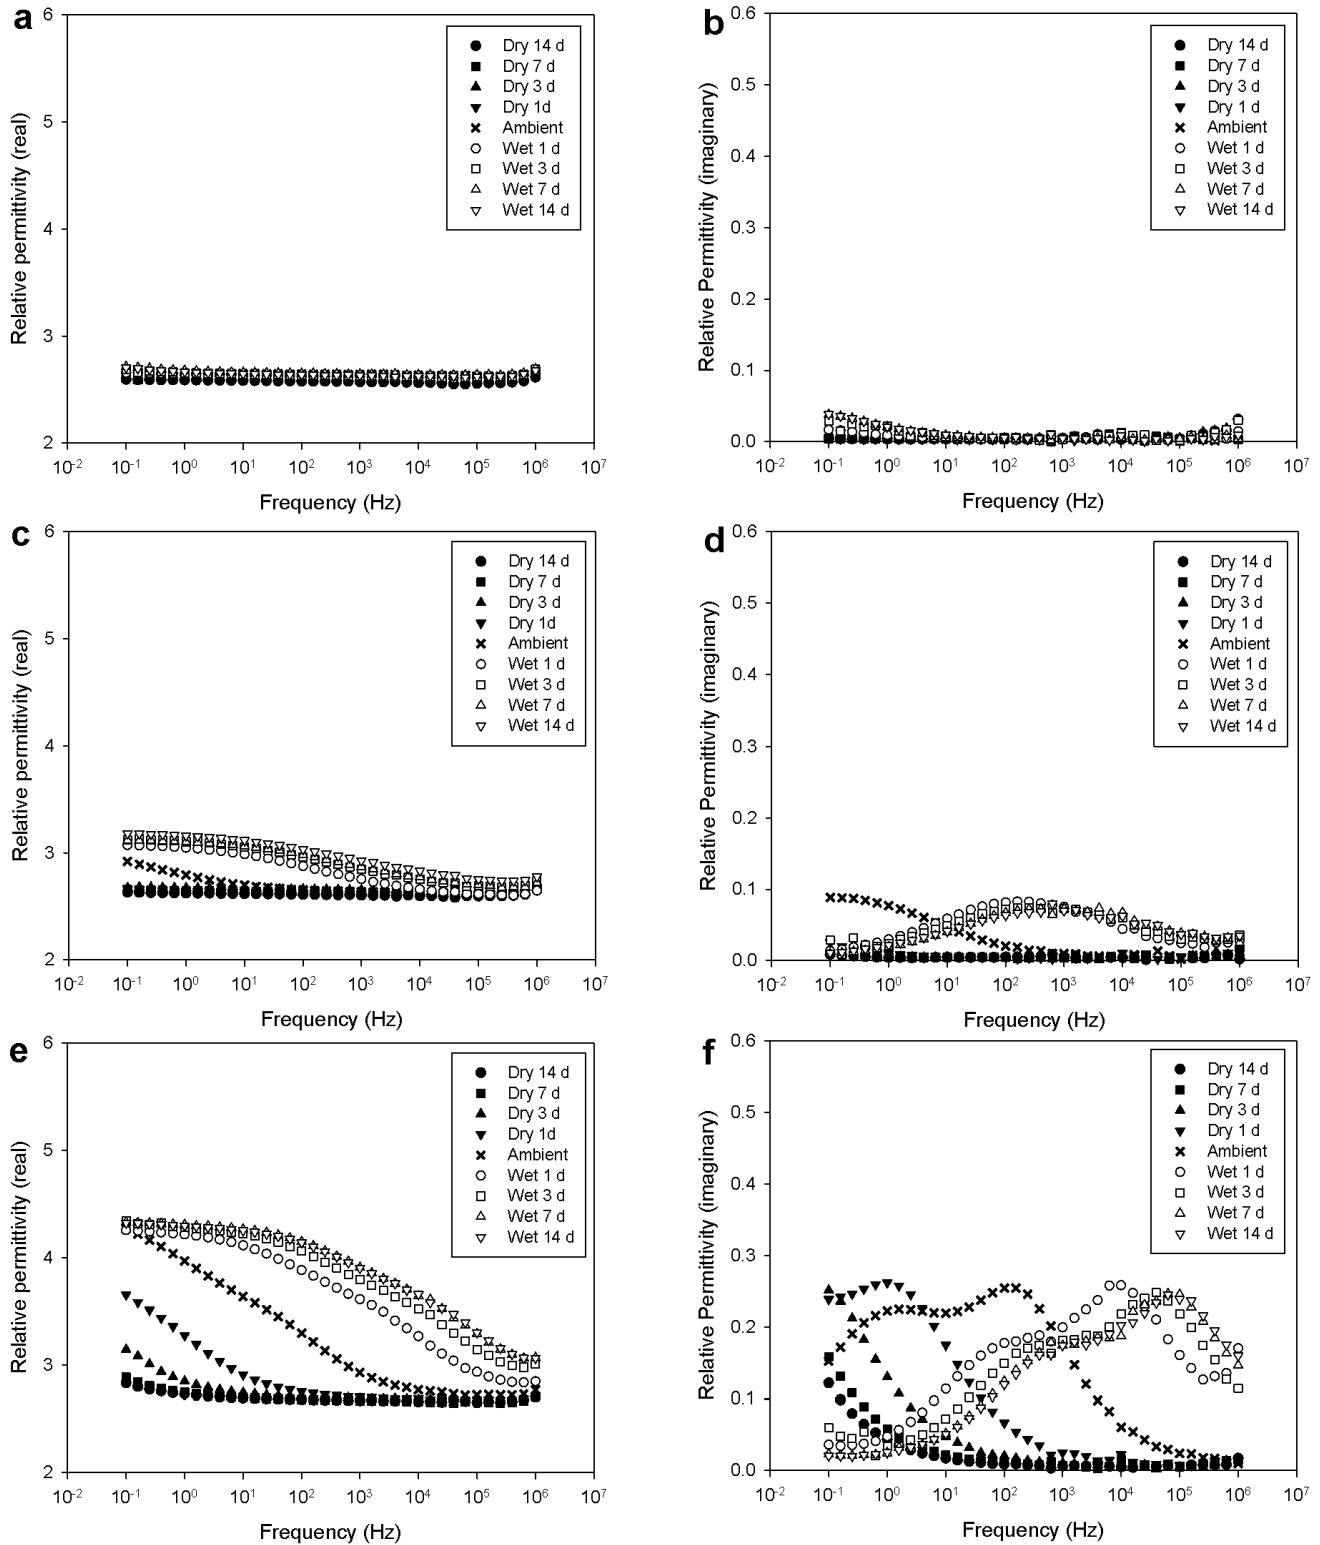 a
Relative permittivity (real)
6
5
4
3
2
Dry 14 d
Dry 7 d
Dry 3 d
Dry 1d
Ambient
Wet 1 d
Wet 3 d
Wet 7 d
Wet 14 d
10-2 10-1 100 101 102 103 104 105 106 107
Frequency (Hz)
b
Relative Permittivity (imaginary)
0.6
0.5
0.4
0.3
0.2
0.1
0.0
Dry 14 d
Dry 7 d
Dry 3 d
Dry 1 d
Ambient
Wet 1 d
Wet 3 d
Wet 7 d
Wet 14 d
10-2 10-1 100 101 102 103 104 105 106 107
Frequency (Hz)
c
Relative permittivity (real)
6
5
4
3
2
Dry 14 d
Dry 7 d
Dry 3 d
Dry 1d
Ambient
Wet 1 d
Wet 3 d
Wet 7 d
Wet 14 d
10-2 10-1 100 101 102 103 104 105 106 107
Frequency (Hz)
d
Relative Permittivity (imaginary)
0.6
0.5
0.4
0.3
0.2
0.1
0.0
Dry 14 d
Dry 7 d
Dry 3 d
Dry 1 d
Ambient
Wet 1 d
Wet 3 d
Wet 7 d
Wet 14 d
10-2 10-1 100 101 102 103 104 105 106 107
Frequency (Hz)
e
Relative permittivity (real)
6
5
4
3
2
Dry 14 d
Dry 7 d
Dry 3 d
Dry 1d
Ambient
Wet 1 d
Wet 3 d
Wet 7 d
Wet 14 d
10-2 10-1 100 101 102 103 104 105 106 107
Frequency (Hz)
f
Relative Permittivity (imaginary)
0.6
0.5
0.4
0.3
0.2
0.1
0.0
Dry 14 d
Dry 7 d
Dry 3 d
Dry 1 d
Ambient
Wet 1 d
Wet 3 d
Wet 7 d
Wet 14 d
10-2 10-1 100 101 102 103 104 105 106 107
Frequency (Hz)